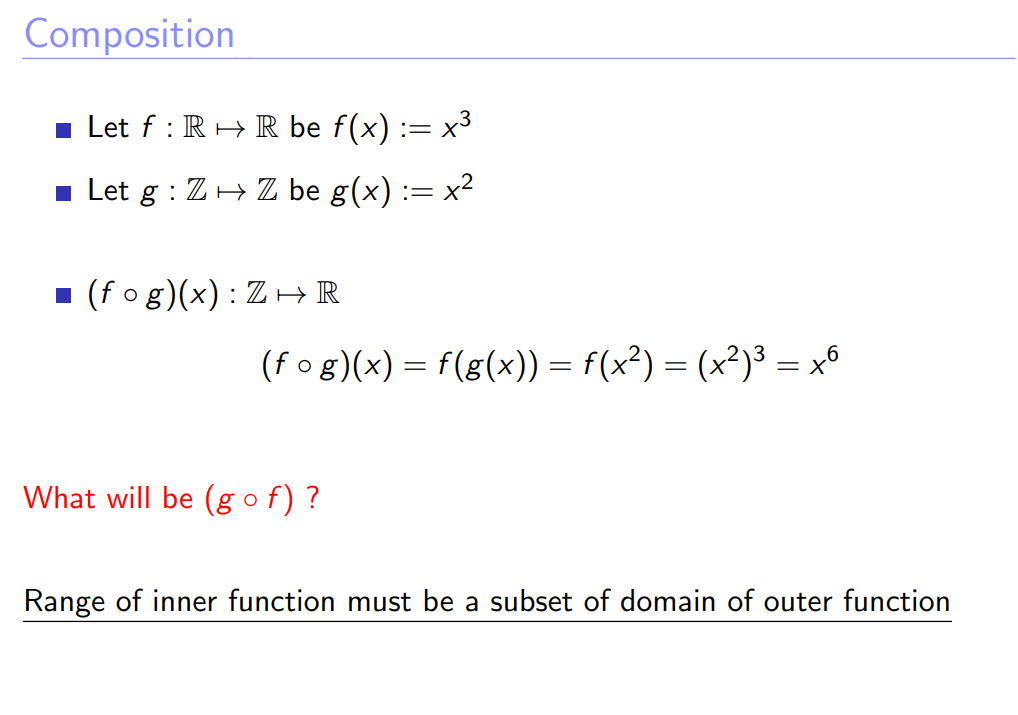 Composition
Let f : ℝ ↦ ℝ be f(x) := x³
Let g : ℤ ↦ ℤ be g(x) := x²
(f ∘ g)(x) : ℤ ↦ ℝ
(f ∘ g)(x) = f(g(x)) = f(x²) = (x²)³ = x⁶
What will be (g ∘ f) ?
Range of inner function must be a subset of domain of outer function